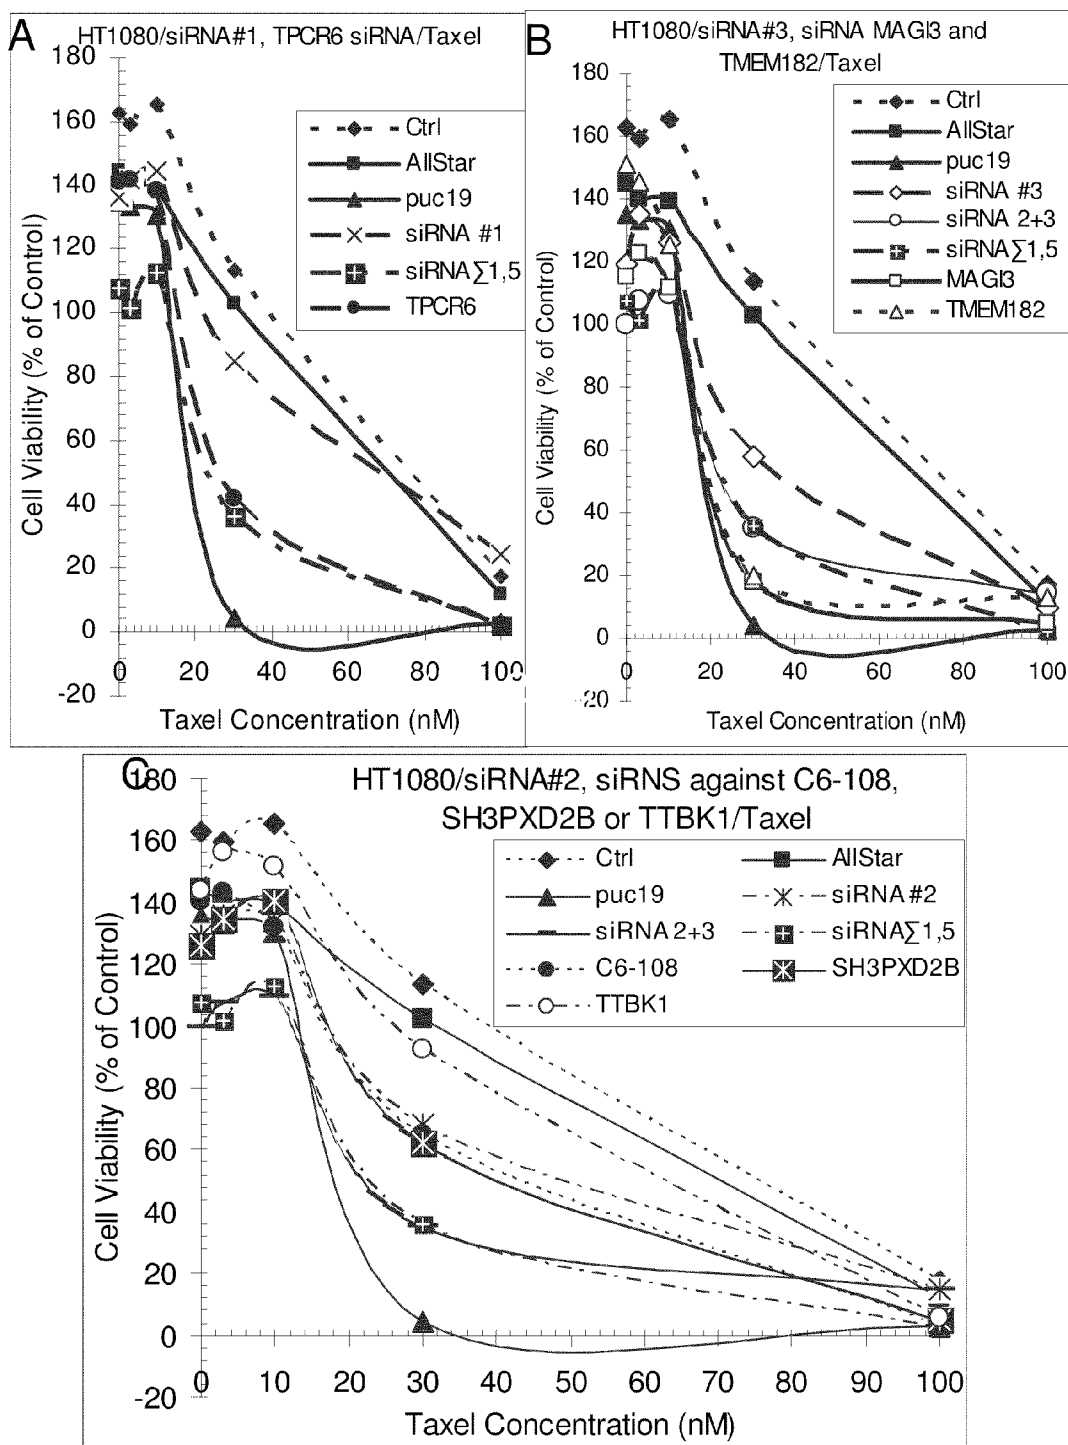 A
HT1080/siRNA#1, TPCR6 siRNA/Taxel
180
160
140
120
100
80
60
40
20
0
-20
Cell Viability (% of Control)
Ctrl
AllStar
puc19
siRNA #1
siRNA∑1,5
TPCR6
0 20 40 60 80 100
Taxel Concentration (nM)
B
HT1080/siRNA#3, siRNA MAGI3 and
TMEM182/Taxel
180
160
140
120
100
80
60
40
20
0
-20
Cell Viability (% of Control)
Ctrl
AllStar
puc19
siRNA #3
siRNA 2+3
siRNA∑1,5
MAGI3
TMEM182
20 40 60 80 100
Taxel Concentration (nM)
C
HT1080/siRNA#2, siRNS against C6-108,
SH3PXD2B or TTBK1/Taxel
180
160
140
120
100
80
60
40
20
0
-20
Cell Viability (% of Control)
Ctrl AllStar
puc19 siRNA #2
siRNA 2+3 siRNA∑1,5
C6-108 SH3PXD2B
TTBK1
0 10 20 30 40 50 60 70 80 90 100
Taxel Concentration (nM)